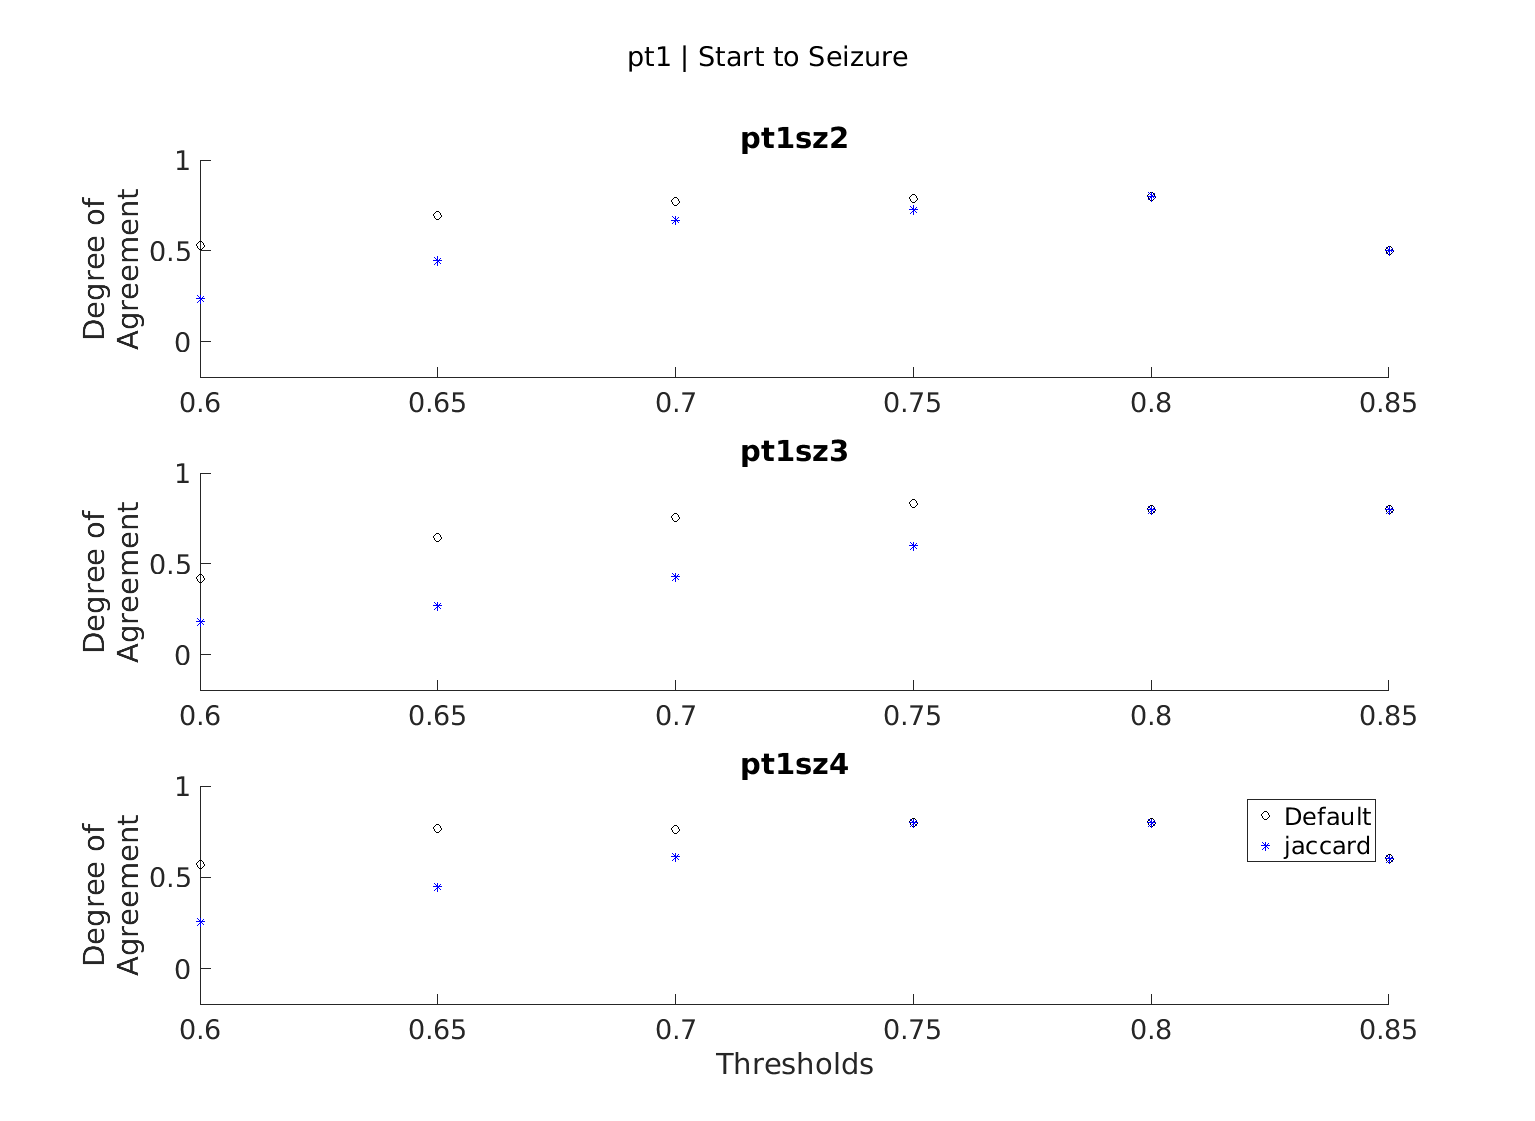 pt1 | Start to Seizure
pt1sz2
Degree of
Agreement
1
0.5
0
0.6 0.65 0.7 0.75 0.8 0.85
pt1sz3
Degree of
Agreement
1
0.5
0
0.6 0.65 0.7 0.75 0.8 0.85
pt1sz4
Degree of
Agreement
1
0.5
0
Default
jaccard
0.6 0.65 0.7 0.75 0.8 0.85
Thresholds